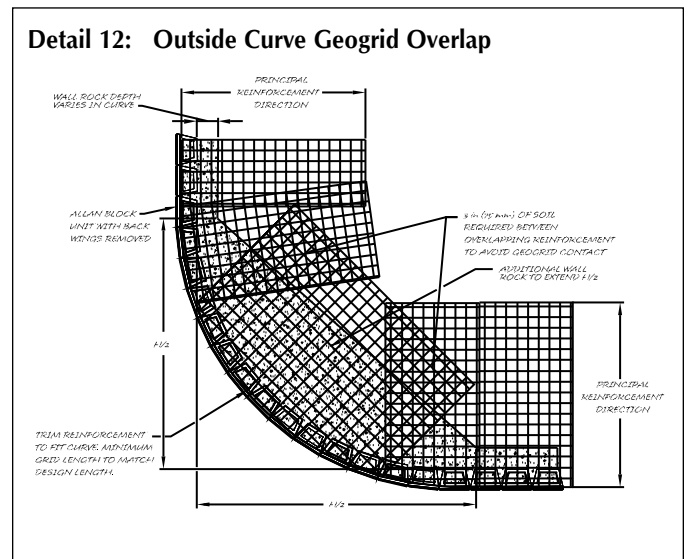 Detail 12: Outside Curve Geogrid Overlap
PRINCIPAL
REINFORCEMENT
DIRECTION
WALL ROCK DEPTH
VARIES IN CURVE
ALLAN BLOCK
UNIT WITH BACK
WINGS REMOVED
3 in (75 mm) OF SOIL
REQUIRED BETWEEN
OVERLAPPING REINFORCEMENT
TO AVOID GEOGRID CONTACT
ADDITIONAL WALL
ROCK TO EXTEND H/2
H/2
PRINCIPAL
REINFORCEMENT
DIRECTION
TRIM REINFORCEMENT
TO FIT CURVE. MINIMUM
GRID LENGTH TO MATCH
DESIGN LENGTH.
H/2